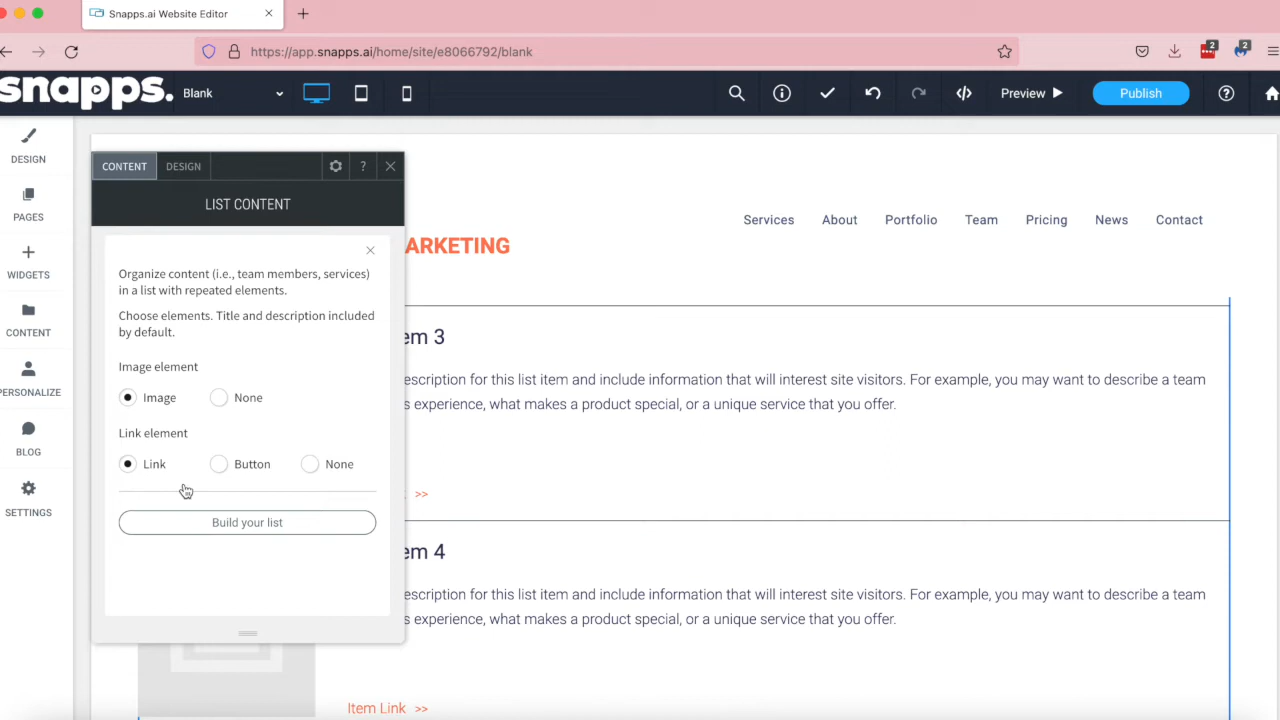 Snapps.ai Website Editor
https://app.snapps.ai/home/site/e8066792/blank
2
2
snapps.
Blank
Preview
Publish
DESIGN
PAGES
WIDGETS
CONTENT
PERSONALIZE
BLOG
SETTINGS
CONTENT
DESIGN
?
LIST CONTENT
Organize content (i.e., team members, services)
in a list with repeated elements.
Choose elements. Title and description included
by default.
Image element
Image
None
Link element
Link
Button
None
Build your list
Services
About
Portfolio
Team
Pricing
News
Contact
ARKETING
em 3
escription for this list item and include information that will interest site visitors. For example, you may want to describe a team
s experience, what makes a product special, or a unique service that you offer.
>>
em 4
escription for this list item and include information that will interest site visitors. For example, you may want to describe a team
s experience, what makes a product special, or a unique service that you offer.
Item Link >>